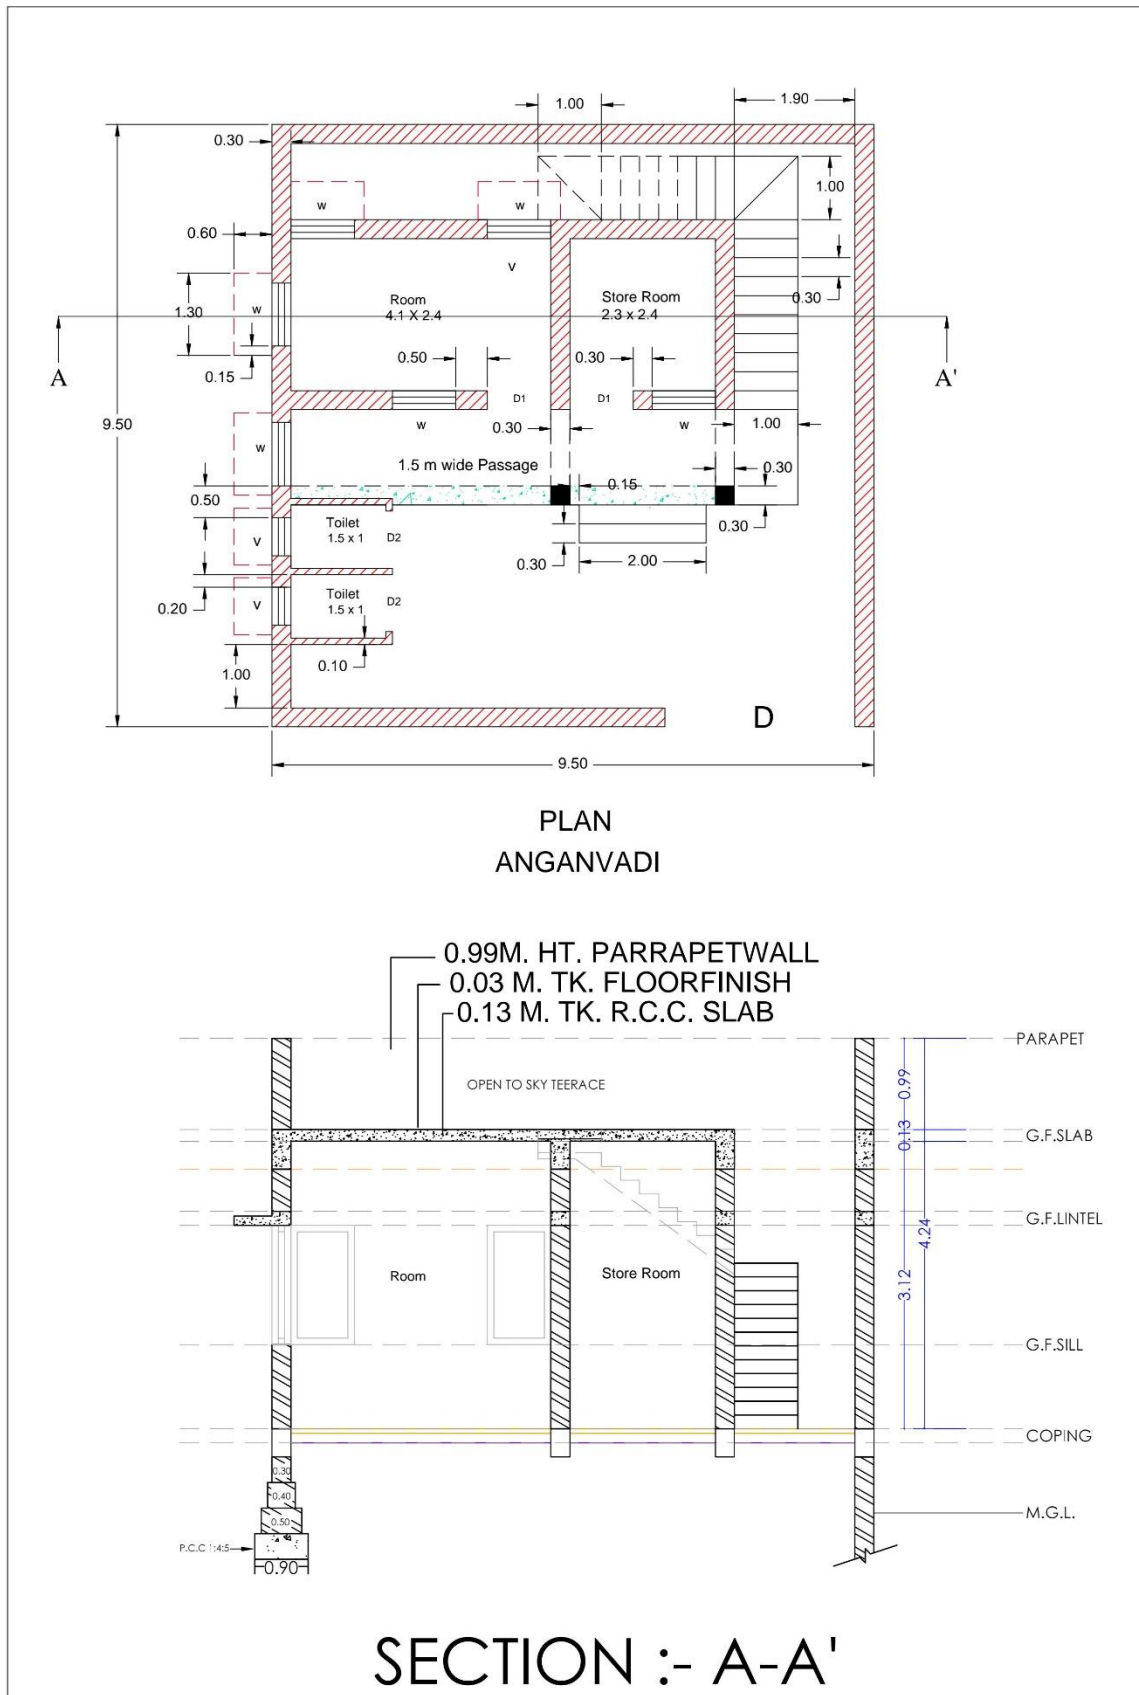 1.00
1.90
0.30
w
w
1.00
0.60
V
Room
4.1 X 2.4
Store Room
2.3 x 2.4
0.30
1.30
w
0.15
A
A'
0.50
0.30
D1
D1
9.50
w
w
0.30
w
1.00
1.5 m wide Passage
0.30
0.15
0.50
Toilet
1.5 x 1
D2
V
0.30
0.30
2.00
Toilet
1.5 x 1
D2
V
0.20
0.10
1.00
D
9.50
PLAN
ANGANVADI
0.99M. HT. PARRAPETWALL
0.03 M. TK. FLOORFINISH
0.13 M. TK. R.C.C. SLAB
PARAPET
OPEN TO SKY TEERACE
0.99
0.13
G.F.SLAB
G.F.LINTEL
4.24
3.12
Room
Store Room
G.F.SILL
COPING
0.30
0.40
0.50
M.G.L.
P.C.C 1:4:5
0.90
SECTION :- A-A'